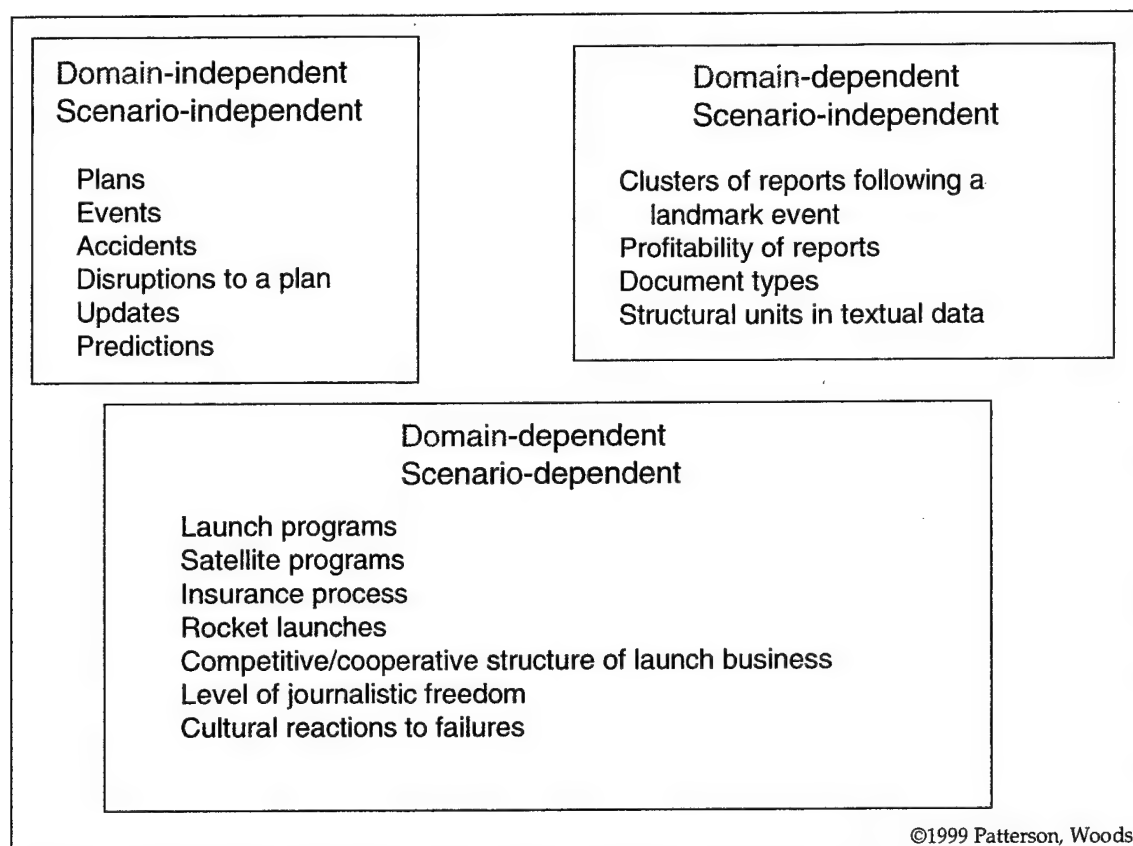 Domain-independent
Scenario-independent
Plans
Events
Accidents
Disruptions to a plan
Updates
Predictions
Domain-dependent
Scenario-independent
Clusters of reports following a
landmark event
Profitability of reports
Document types
Structural units in textual data
Domain-dependent
Scenario-dependent
Launch programs
Satellite programs
Insurance process
Rocket launches
Competitive/cooperative structure of launch business
Level of journalistic freedom
Cultural reactions to failures
©1999 Patterson, Woods